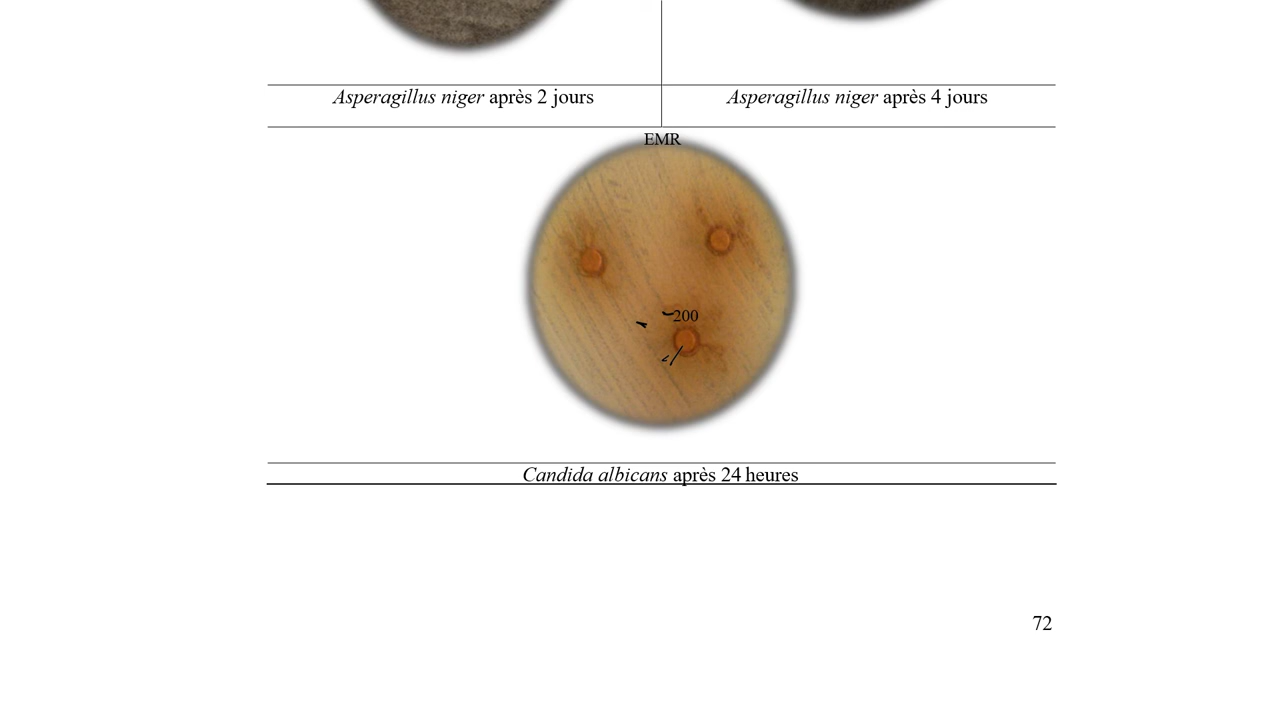 Asperagillus niger après 2 jours
Asperagillus niger après 4 jours
EMR
200
Candida albicans après 24 heures
72